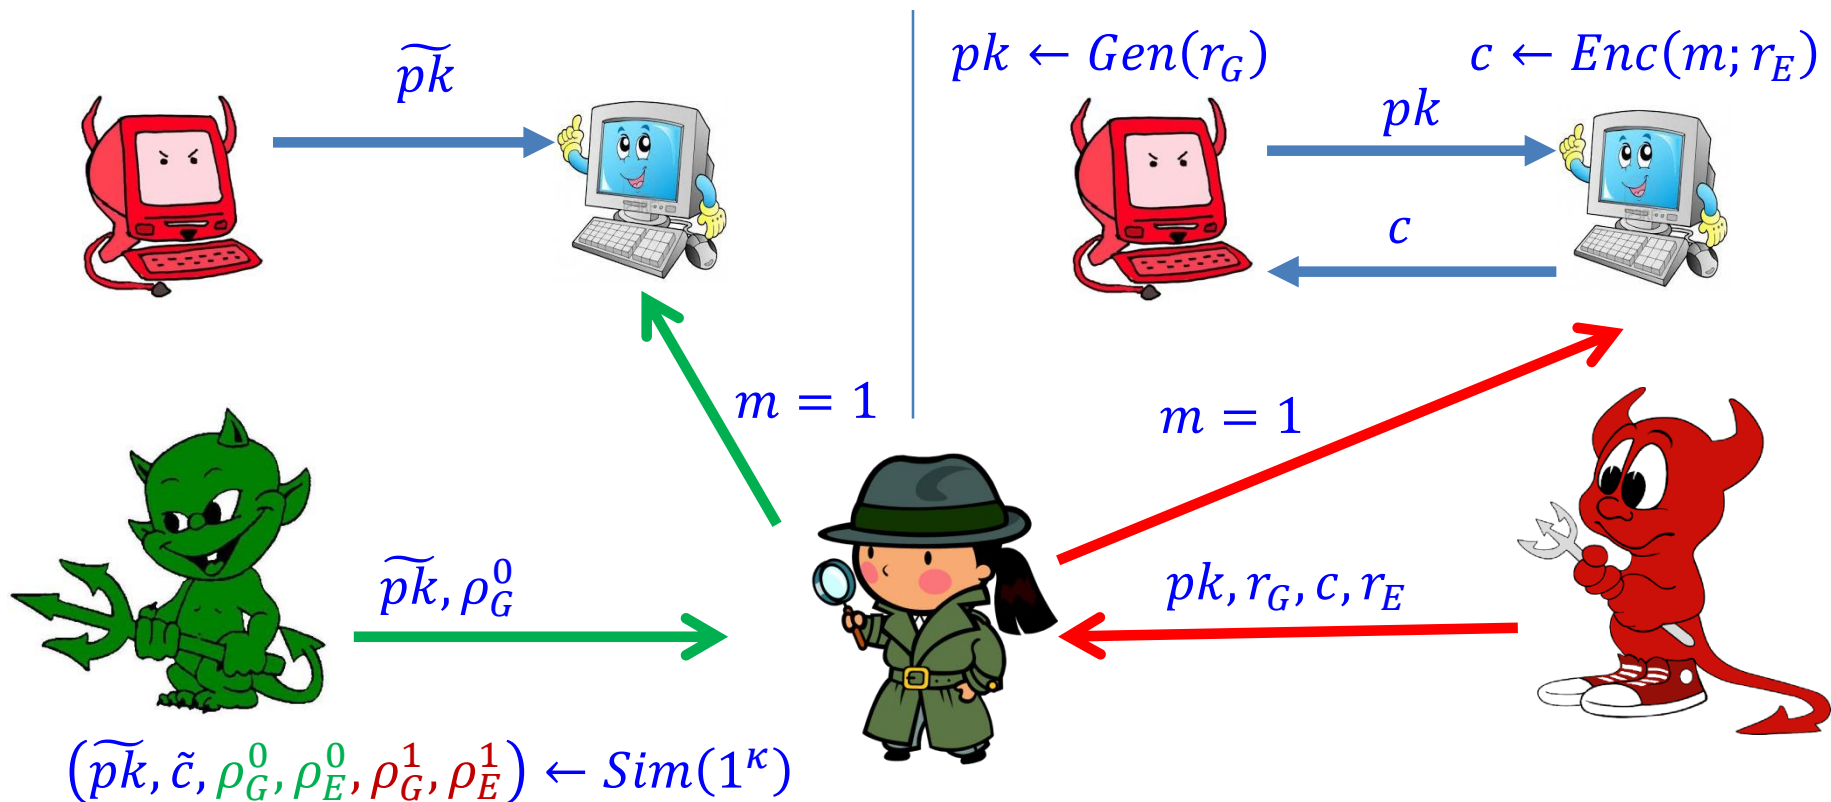 p͠k
pk ← Gen(r_G)
c ← Enc(m; r_E)
pk
c
m = 1
m = 1
p͠k, ρ_G^0
pk, r_G, c, r_E
(p͠k, c̃, ρ_G^0, ρ_E^0, ρ_G^1, ρ_E^1) ← Sim(1^κ)